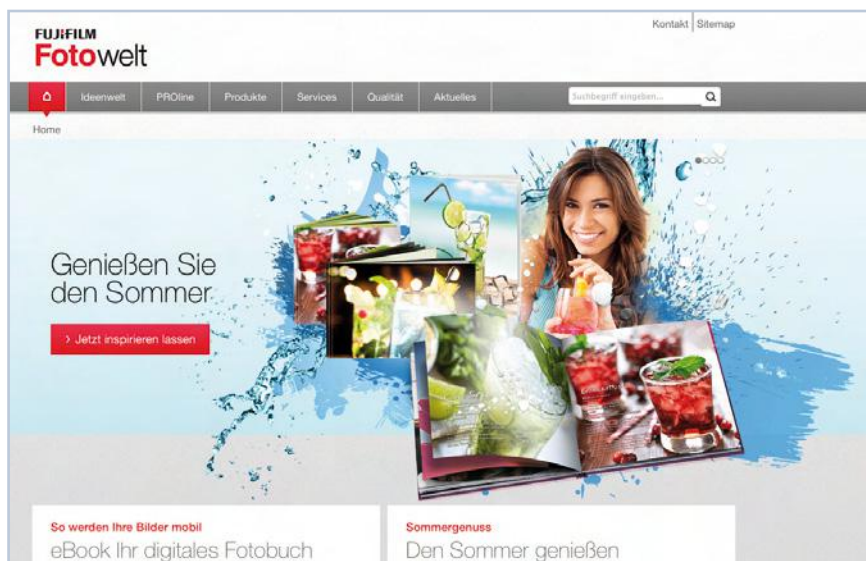 Kontakt Sitemap
FUJIFILM
Fotowelt
Ideenwelt PROline Produkte Services Qualität Aktuelles Suchbegriff eingeben...
Home
Genießen Sie
den Sommer
> Jetzt inspirieren lassen
So werden Ihre Bilder mobil
eBook Ihr digitales Fotobuch
Sommergenuss
Den Sommer genießen